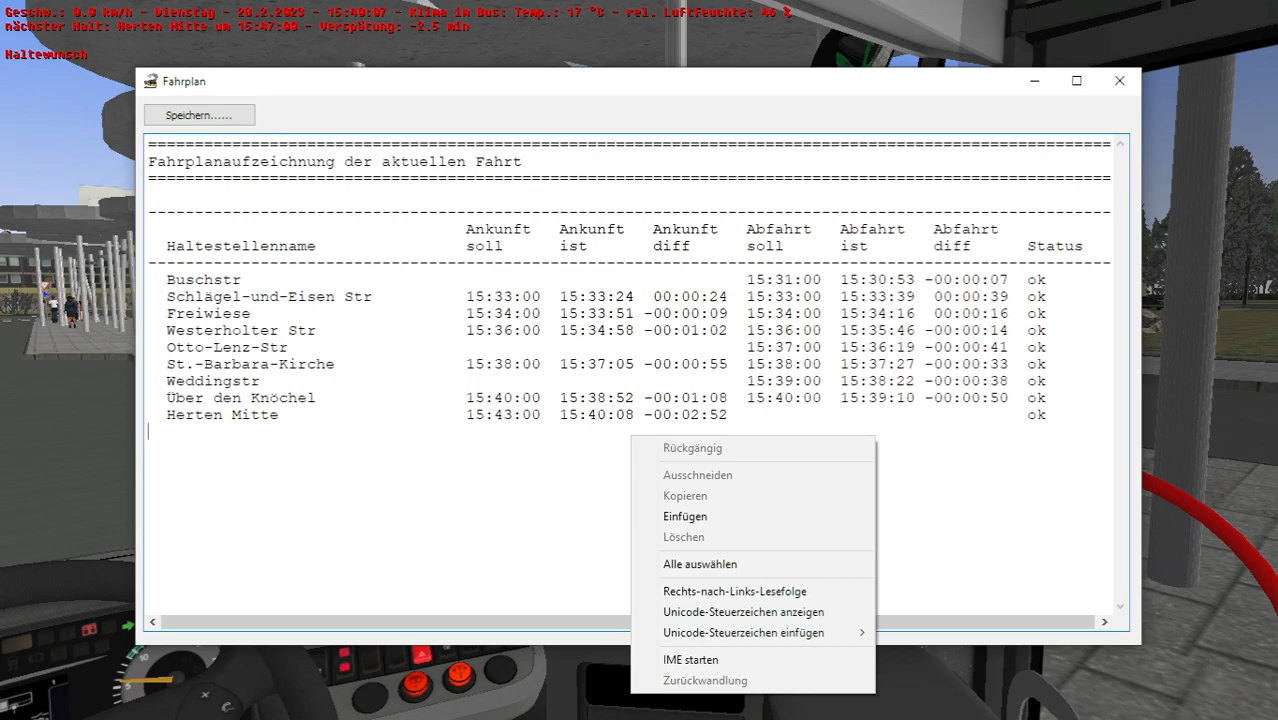 Geschw.: 0.0 km/h - Dienstag - 28.2.2023 - 15:40:07 - Klima im Bus: Temp.: 17 °C - rel. Luftfeuchte: 46 %
nächster Halt: Herten Mitte um 15:47:00 - Verspätung: -2.5 min
Haltewunsch
Fahrplan
Speichern......
Fahrplanaufzeichnung der aktuellen Fahrt
Ankunft Ankunft Ankunft Abfahrt Abfahrt Abfahrt
Haltestellenname soll ist diff soll ist diff Status
Buschstr 15:31:00 15:30:53 -00:00:07 ok
Schlägel-und-Eisen Str 15:33:00 15:33:24 00:00:24 15:33:00 15:33:39 00:00:39 ok
Freiwiese 15:34:00 15:33:51 -00:00:09 15:34:00 15:34:16 00:00:16 ok
Westerholter Str 15:36:00 15:34:58 -00:01:02 15:36:00 15:35:46 -00:00:14 ok
Otto-Lenz-Str 15:37:00 15:36:19 -00:00:41 ok
St.-Barbara-Kirche 15:38:00 15:37:05 -00:00:55 15:38:00 15:37:27 -00:00:33 ok
Weddingstr 15:39:00 15:38:22 -00:00:38 ok
Über den Knöchel 15:40:00 15:38:52 -00:01:08 15:40:00 15:39:10 -00:00:50 ok
Herten Mitte 15:43:00 15:40:08 -00:02:52 ok
Rückgängig
Ausschneiden
Kopieren
Einfügen
Löschen
Alle auswählen
Rechts-nach-Links-Lesefolge
Unicode-Steuerzeichen anzeigen
Unicode-Steuerzeichen einfügen
IME starten
Zurückwandlung